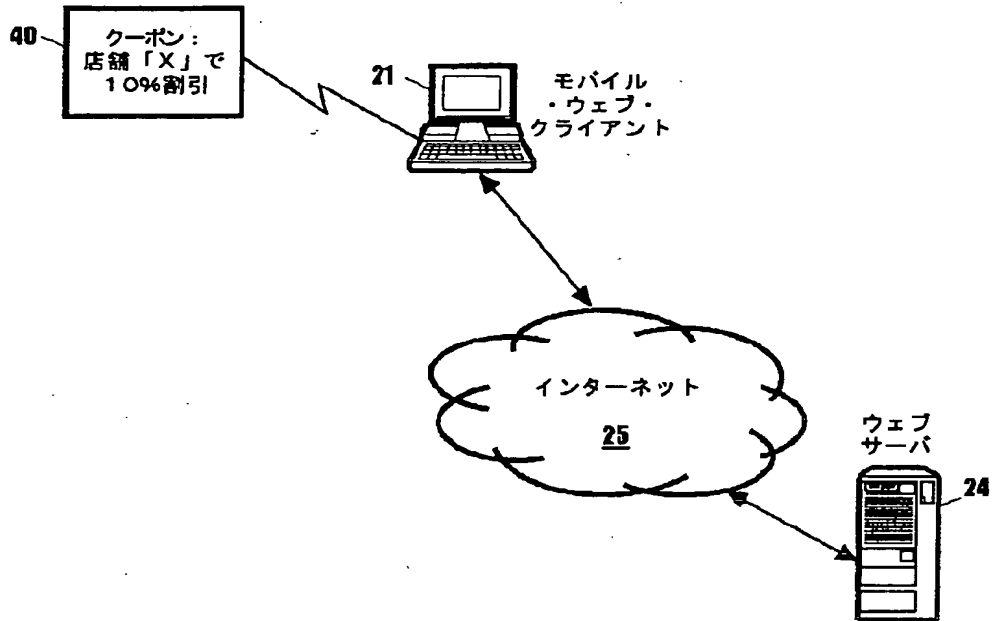 40
クーポン:
店舗「X」で
10%割引
21
モバイル
・ウェブ・
クライアント
インターネット
25
ウェブ
サーバ
24